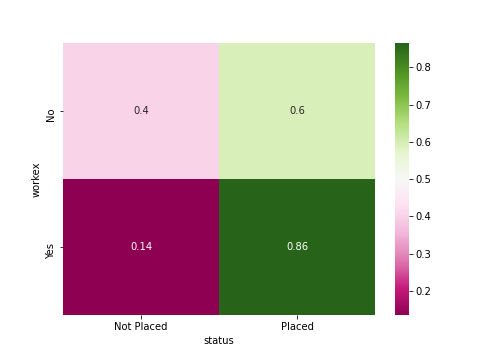 No
0.4
0.6
Yes
0.14
0.86
workex
Not Placed
Placed
status
0.8
0.7
0.6
0.5
0.4
0.3
0.2